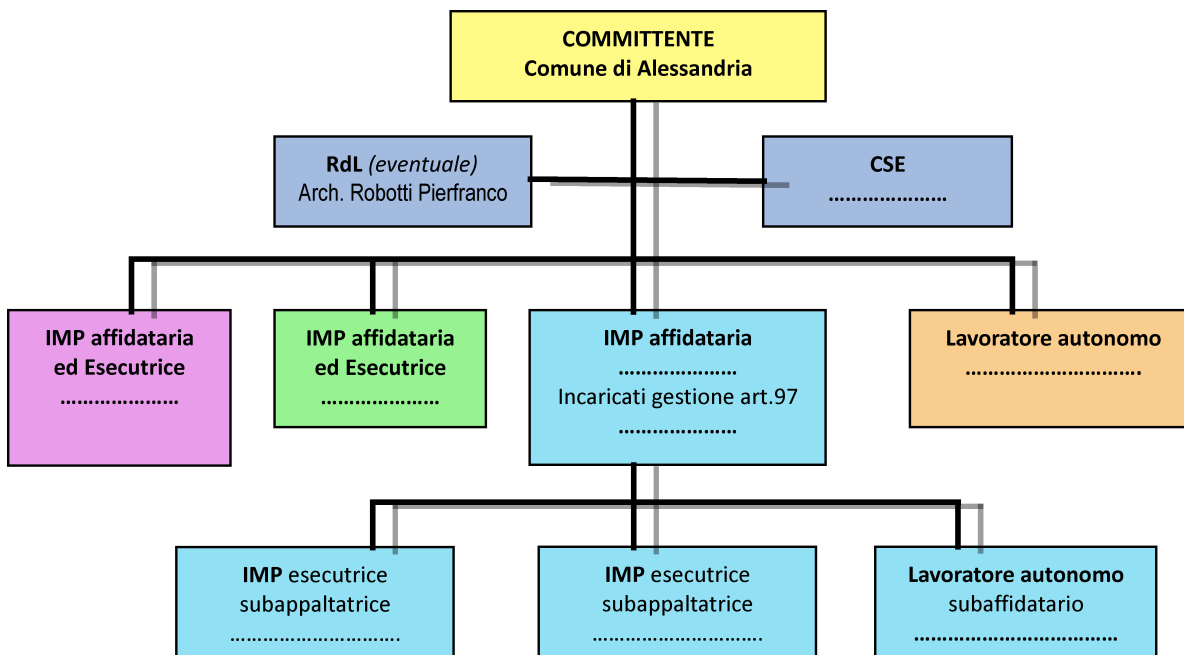 COMMITTENTE
Comune di Alessandria
RdL (eventuale)
Arch. Robotti Pierfranco
CSE
…………………
IMP affidataria
ed Esecutrice
…………………
IMP affidataria
ed Esecutrice
…………………
IMP affidataria
…………………
Incaricati gestione art.97
…………………
Lavoratore autonomo
………………………….
IMP esecutrice
subappaltatrice
………………………….
IMP esecutrice
subappaltatrice
………………………….
Lavoratore autonomo
subaffidatario
………………………………